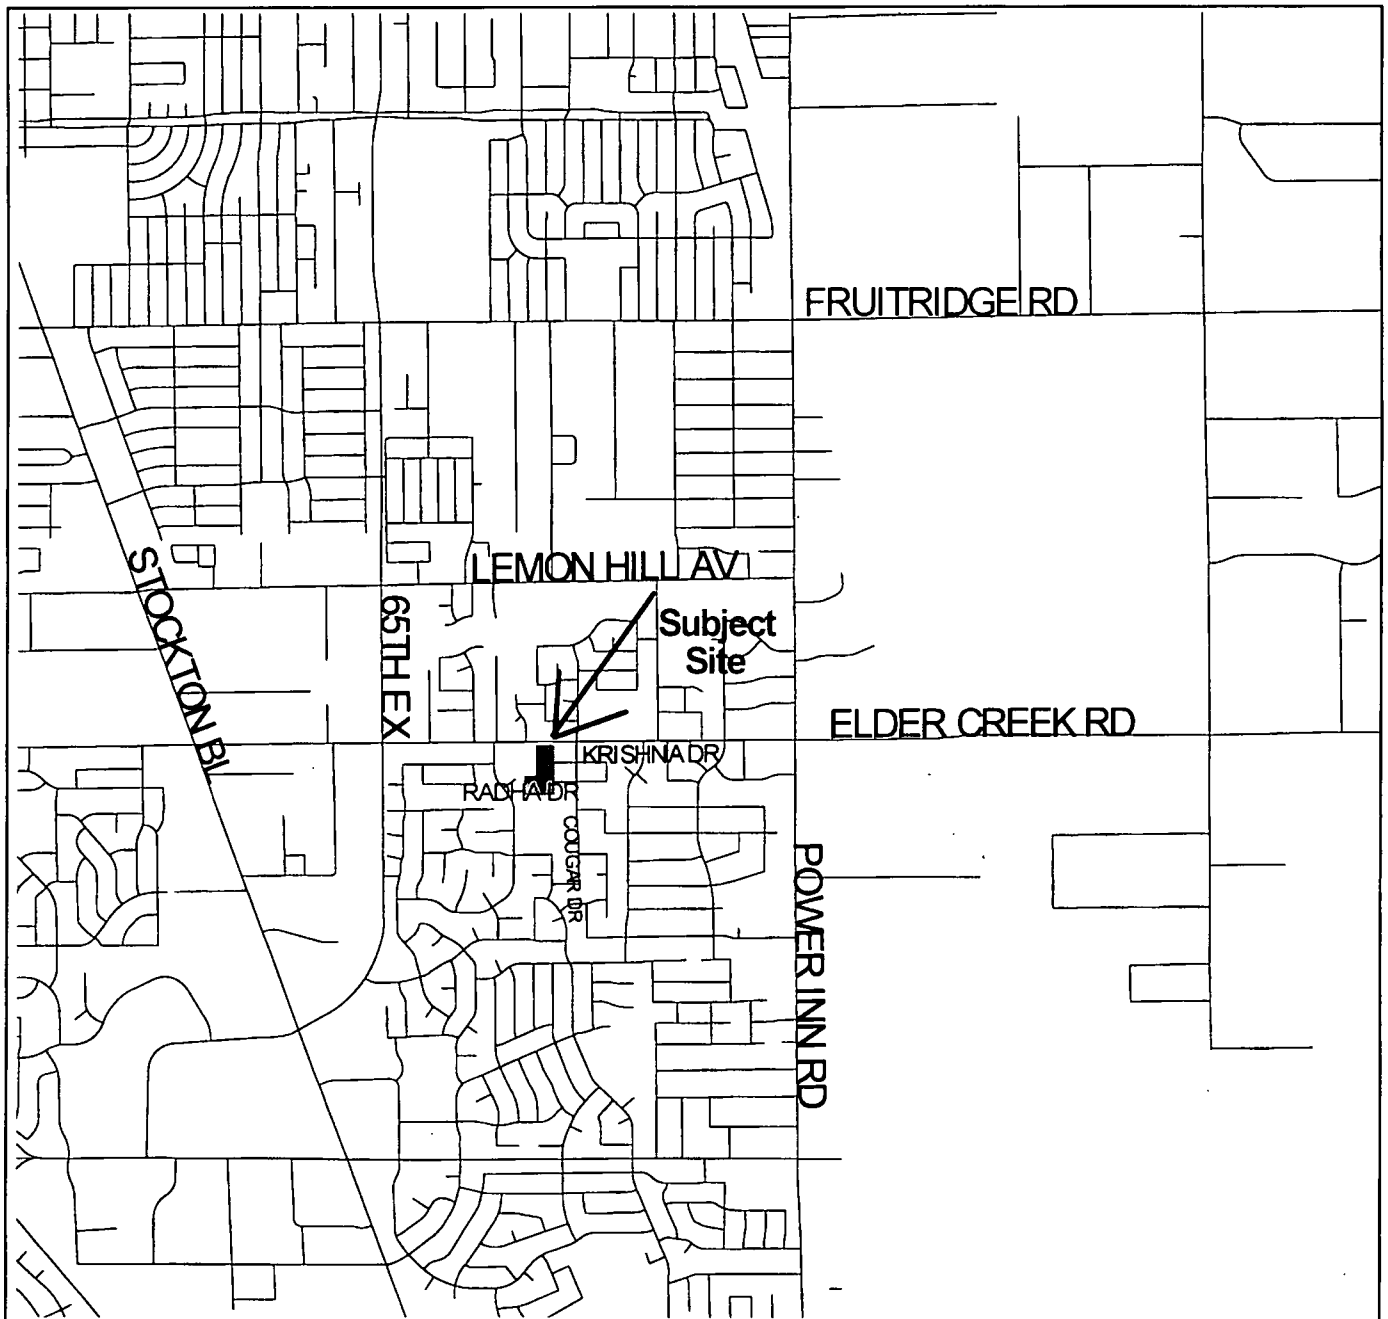 FRUITRIDGE RD
LEMON HILL AV
STOCKTON BL
65TH EX
Subject
Site
ELDER CREEK RD
KRISHNA DR
RADHA DR
COUGAR DR
POWER INN RD